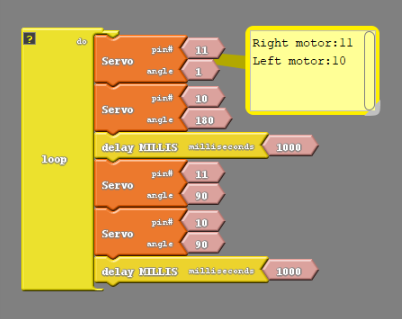 ?
do
loop
Servo
pin#
11
angle
1
Servo
pin#
10
angle
180
delay MILLIS
milliseconds
1000
Servo
pin#
11
angle
90
Servo
pin#
10
angle
90
delay MILLIS
milliseconds
1000
Right motor:11
Left motor:10